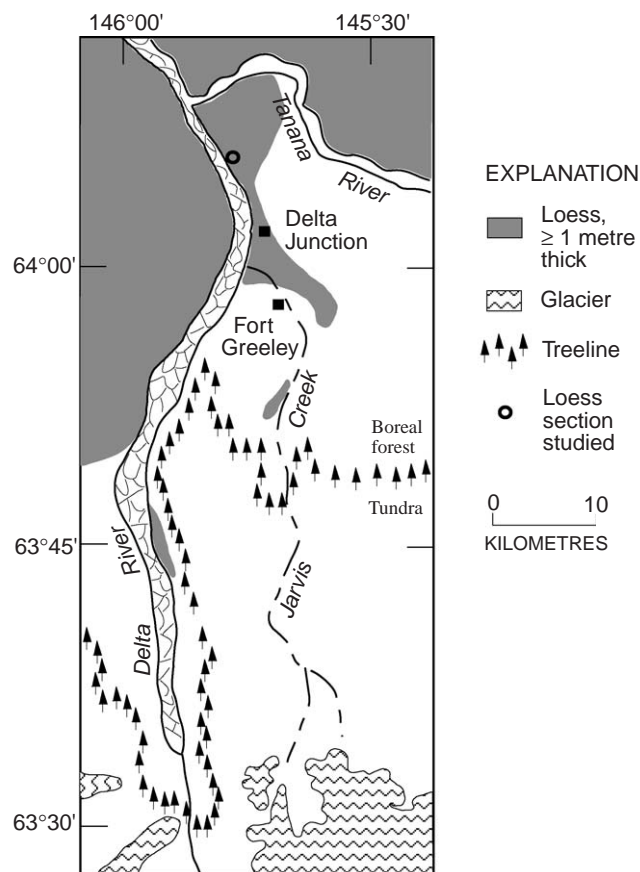 146°00'
145°30'
Tanana
River
Delta
Junction
64°00'
Fort
Greeley
Creek
Boreal
forest
Tundra
63°45'
River
Delta
Jarvis
63°30'
EXPLANATION
Loess,
≥ 1 metre
thick
Glacier
Treeline
Loess
section
studied
0 10
KILOMETRES